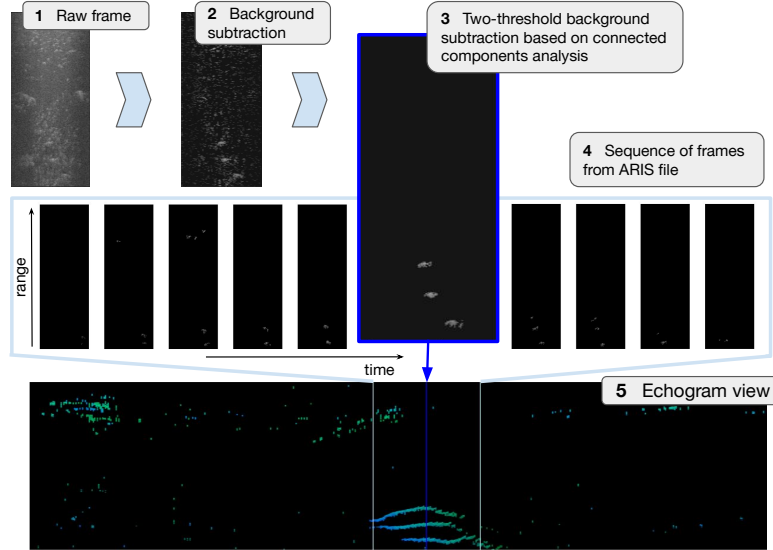 1 Raw frame
2 Background
subtraction
3 Two-threshold background
subtraction based on connected
components analysis
4 Sequence of frames
from ARIS file
range
time
5 Echogram view